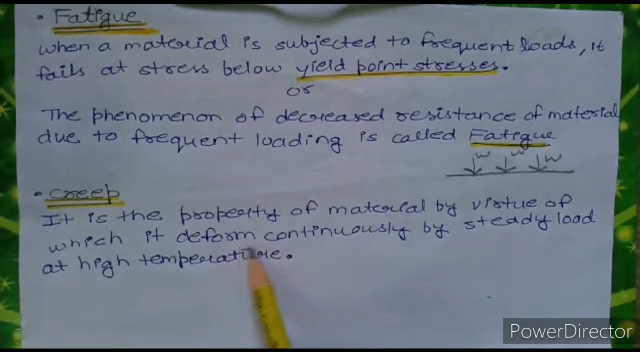 • Fatigue
when a material is subjected to frequent loads, it
fails at stress below yield point stresses.
or
The phenomenon of decreased resistance of material
due to frequent loading is called Fatigue
w w w
• Creep
It is the property of material by virtue of
which it deform continuously by steady load
at high temperature.
PowerDirector